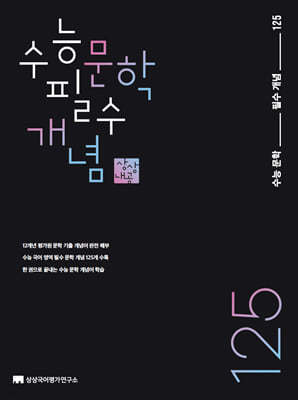 수능문학
필수
개념
상상
내공
12개년 평가원 문학 기출 개념어 완전 해부
수능 국어 영역 필수 문학 개념 125개 수록
한 권으로 끝내는 수능 문학 개념어 학습
상상국어평가연구소
수능 문학 필수 개념 125
125